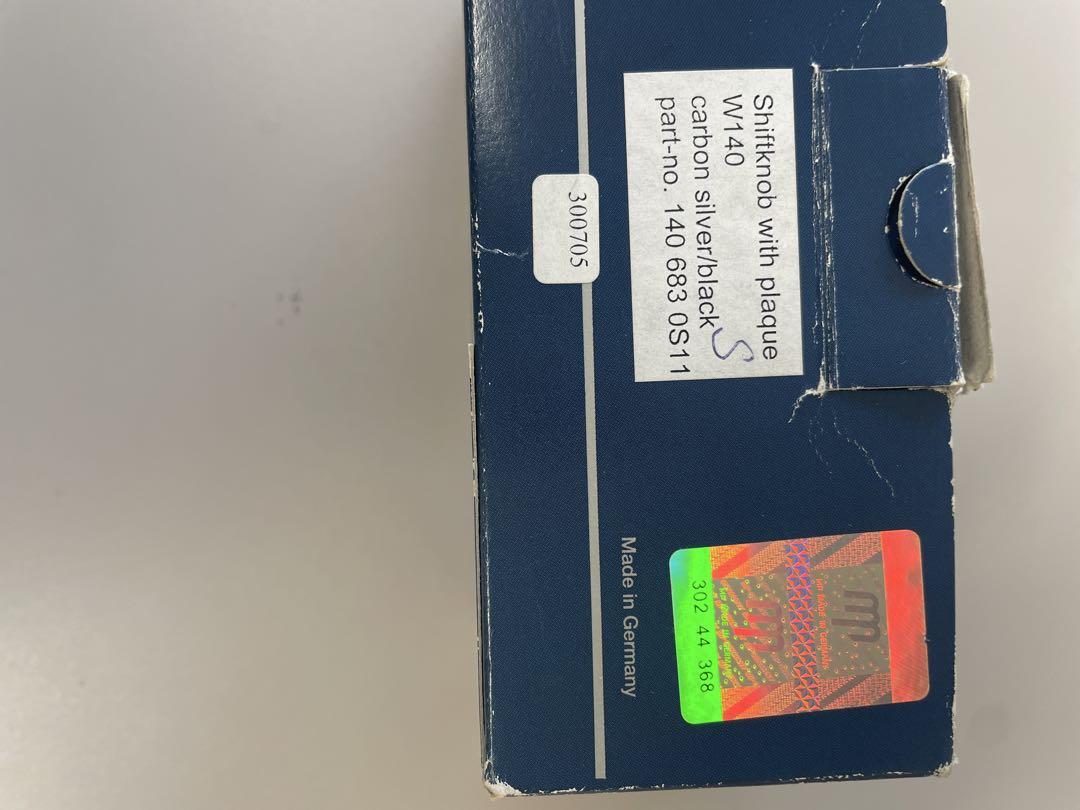 Shiftknob with plaque
W140
carbon silver/black
S
part-no. 140 683 0S11
300705
Made in Germany
302 44 368